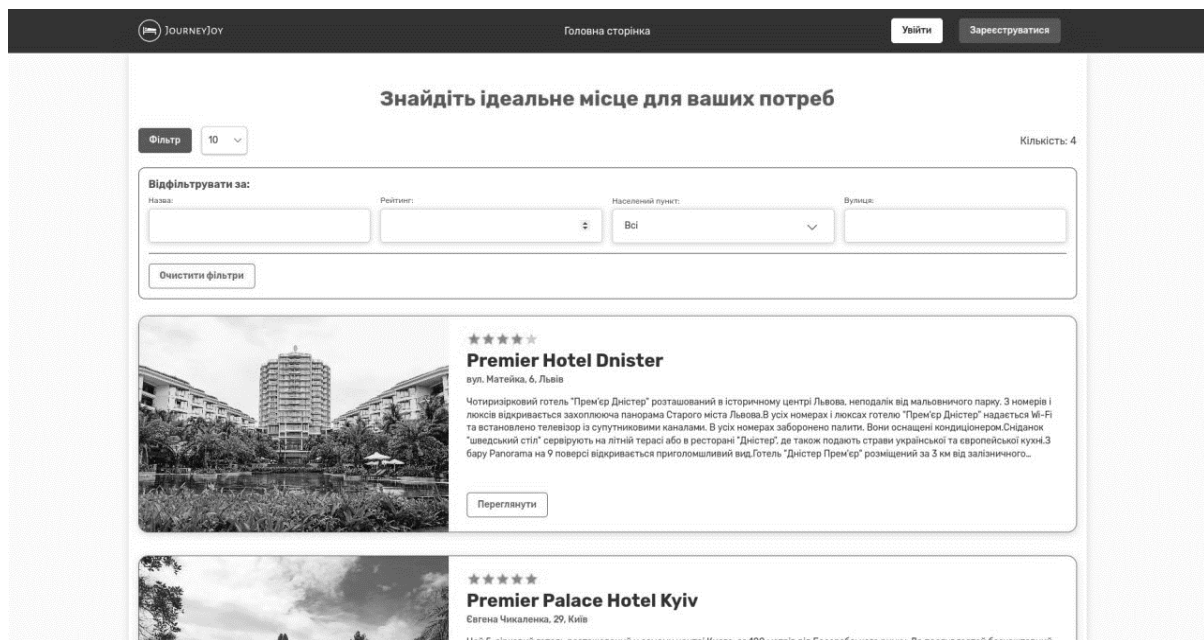 JourneyJoy
Головна сторінка
Увійти
Зареєструватися
Знайдіть ідеальне місце для ваших потреб
Фільтр
10
Кількість: 4
Відфільтрувати за:
Назва:
Рейтинг:
Населений пункт:
Вулиця:
Всі
Очистити фільтри
Premier Hotel Dnister
вул. Матейка, 6, Львів
Чотиризірковий готель "Прем'єр Дністер" розташований в історичному центрі Львова, неподалік від мальовничого парку. З номерів і
люксів відкривається захоплююча панорама Старого міста Львова.В усіх номерах і люксах готелю "Прем'єр Дністер" надається Wi-Fi
та встановлено телевізор із супутниковими каналами. В усіх номерах заборонено палити. Вони оснащені кондиціонером.Сніданок
"шведський стіл" сервірують на літній терасі або в ресторані "Дністер", де також подають страви української та європейської кухні.З
бару Panorama на 9 поверсі відкривається приголомшливий вид.Готель "Дністер Прем'єр" розміщений за 3 км від залізничного...
Переглянути
Premier Palace Hotel Kyiv
Євгена Чикаленка, 29, Київ